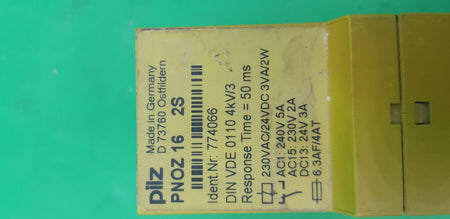 Made in Germany
D 73760 Ostfildern
pilz
PNOZ 16 2S
Ident.Nr: 774066
DIN VDE 0110 4kV/3
Response Time = 50 ms
230VAC/24VDC 3VA/2W
AC1: 240V 5A
AC15: 230V 2A
DC13: 24V 3A
6,3AF/4AT